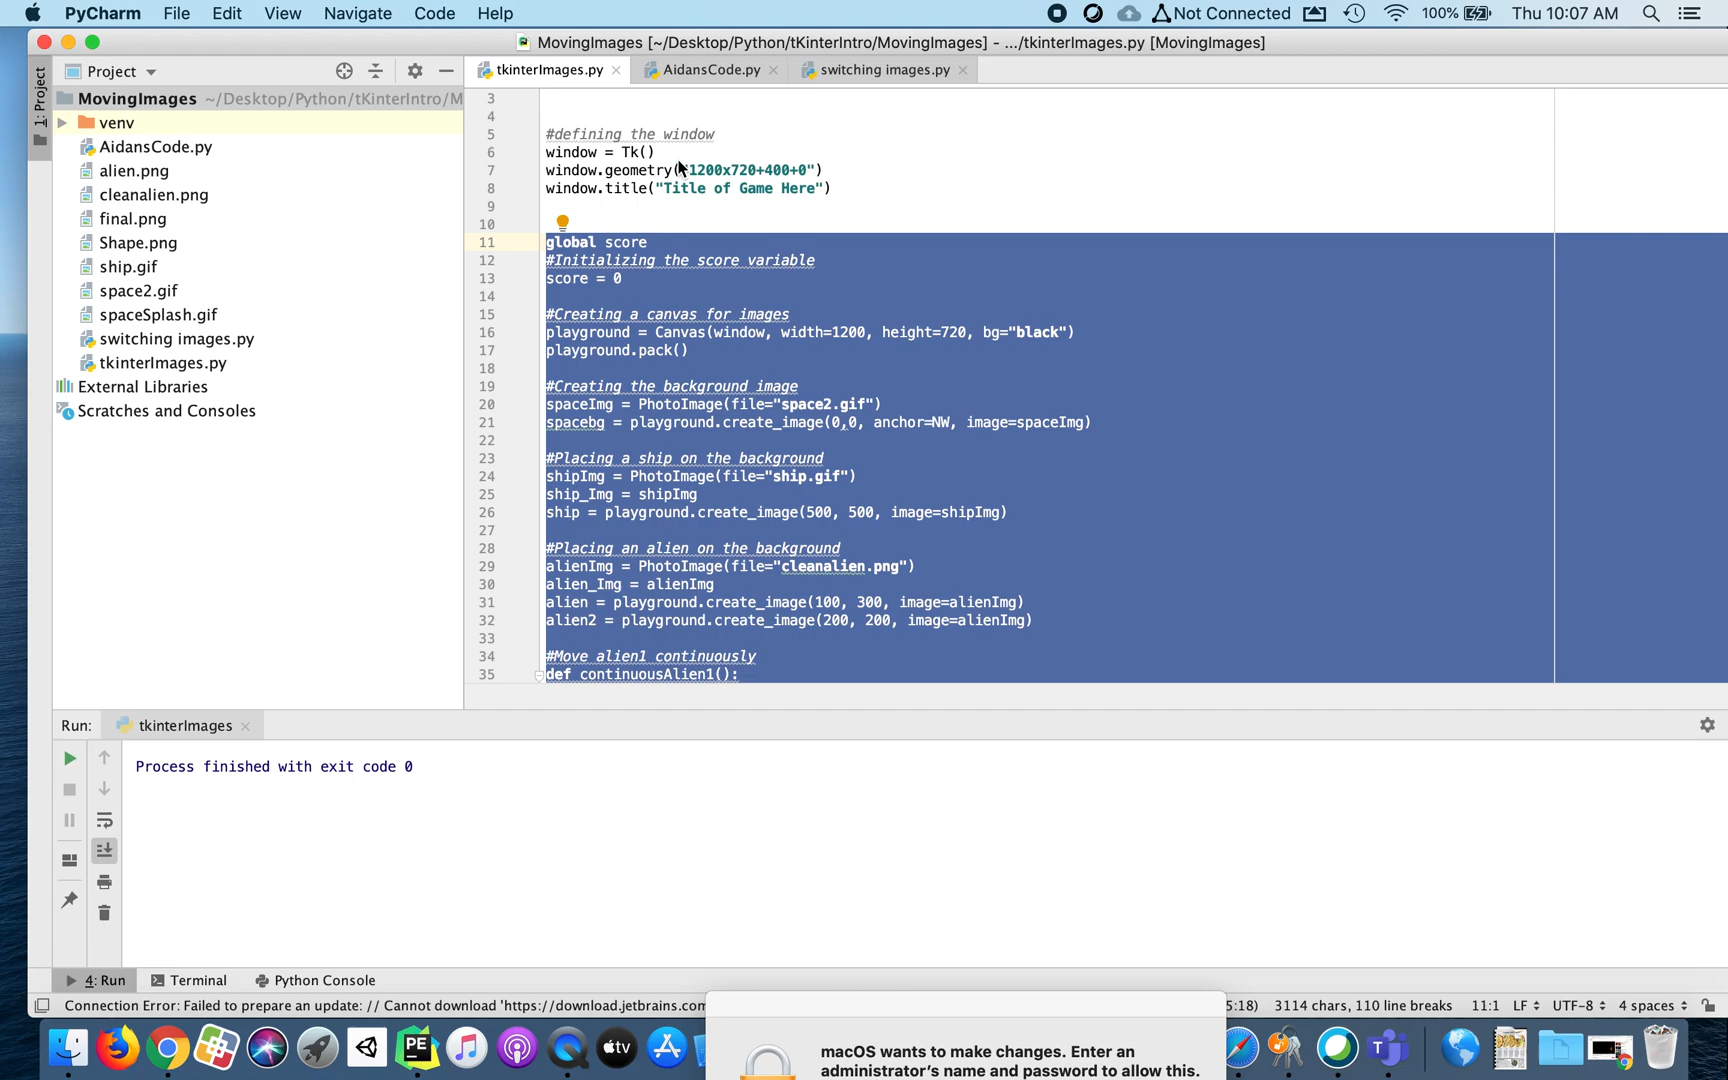 PyCharm File Edit View Navigate Code Help Not Connected 100% Thu 10:07 AM
MovingImages [~/Desktop/Python/tKinterIntro/MovingImages] - .../tkinterImages.py [MovingImages]
1: Project
Project
tkinterImages.py AidansCode.py switching images.py
MovingImages ~/Desktop/Python/tKinterIntro/M
venv
AidansCode.py
alien.png
cleanalien.png
final.png
Shape.png
ship.gif
space2.gif
spaceSplash.gif
switching images.py
tkinterImages.py
External Libraries
Scratches and Consoles
3
4
5 #defining the window
6 window = Tk()
7 window.geometry("1200x720+400+0")
8 window.title("Title of Game Here")
9
10
11 global score
12 #Initializing the score variable
13 score = 0
14
15 #Creating a canvas for images
16 playground = Canvas(window, width=1200, height=720, bg="black")
17 playground.pack()
18
19 #Creating the background image
20 spaceImg = PhotoImage(file="space2.gif")
21 spacebg = playground.create_image(0,0, anchor=NW, image=spaceImg)
22
23 #Placing a ship on the background
24 shipImg = PhotoImage(file="ship.gif")
25 ship_Img = shipImg
26 ship = playground.create_image(500, 500, image=shipImg)
27
28 #Placing an alien on the background
29 alienImg = PhotoImage(file="cleanalien.png")
30 alien_Img = alienImg
31 alien = playground.create_image(100, 300, image=alienImg)
32 alien2 = playground.create_image(200, 200, image=alienImg)
33
34 #Move alien1 continuously
35 def continuousAlien1():
Run: tkinterImages
Process finished with exit code 0
4: Run Terminal Python Console
Connection Error: Failed to prepare an update: // Cannot download 'https://download.jetbrains.com 5:18) 3114 chars, 110 line breaks 11:1 LF UTF-8 4 spaces
PE
tv
macOS wants to make changes. Enter an
administrator's name and password to allow this.